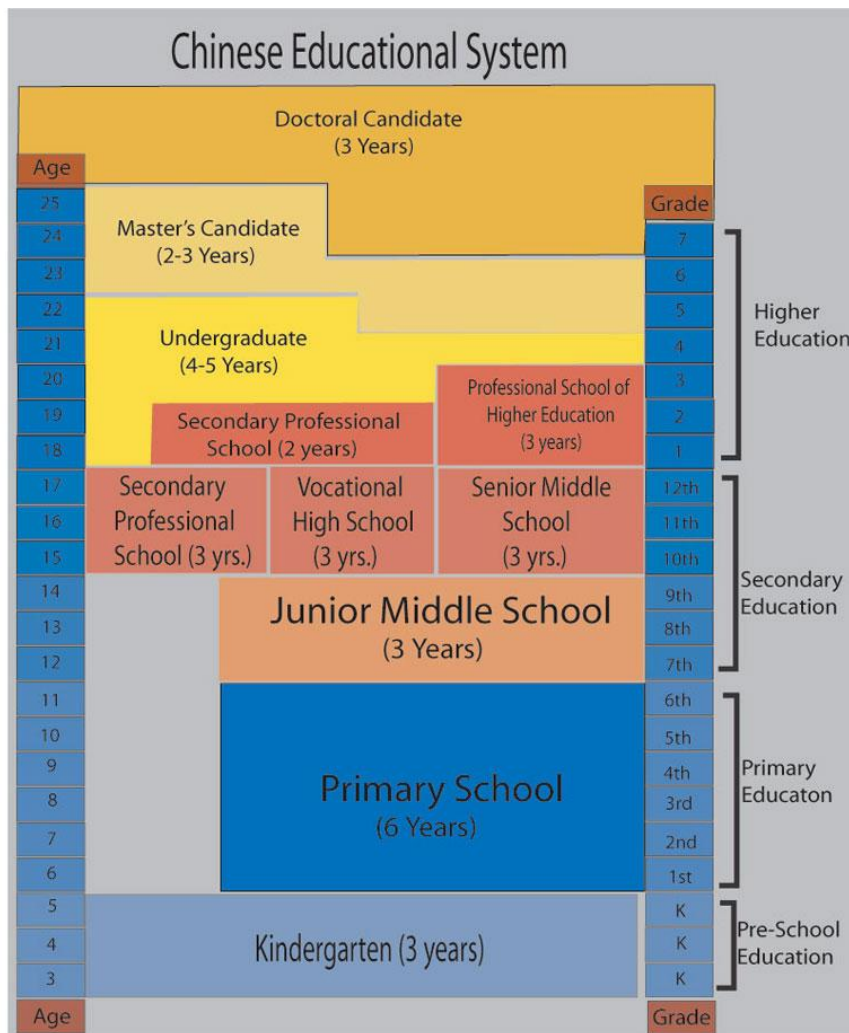 Chinese Educational System
Doctoral Candidate
(3 Years)
Age
25
24
23
22
21
20
19
18
17
16
15
14
13
12
11
10
9
8
7
6
5
4
3
Age
Master's Candidate
(2-3 Years)
Undergraduate
(4-5 Years)
Secondary Professional
School (2 years)
Professional School of
Higher Education
(3 years)
Secondary
Professional
School (3 yrs.)
Vocational
High School
(3 yrs.)
Senior Middle
School
(3 yrs.)
Junior Middle School
(3 Years)
Primary School
(6 Years)
Kindergarten (3 years)
Grade
7
6
5
4
3
2
1
12th
11th
10th
9th
8th
7th
6th
5th
4th
3rd
2nd
1st
K
K
K
Grade
Higher
Education
Secondary
Education
Primary
Educaton
Pre-School
Education